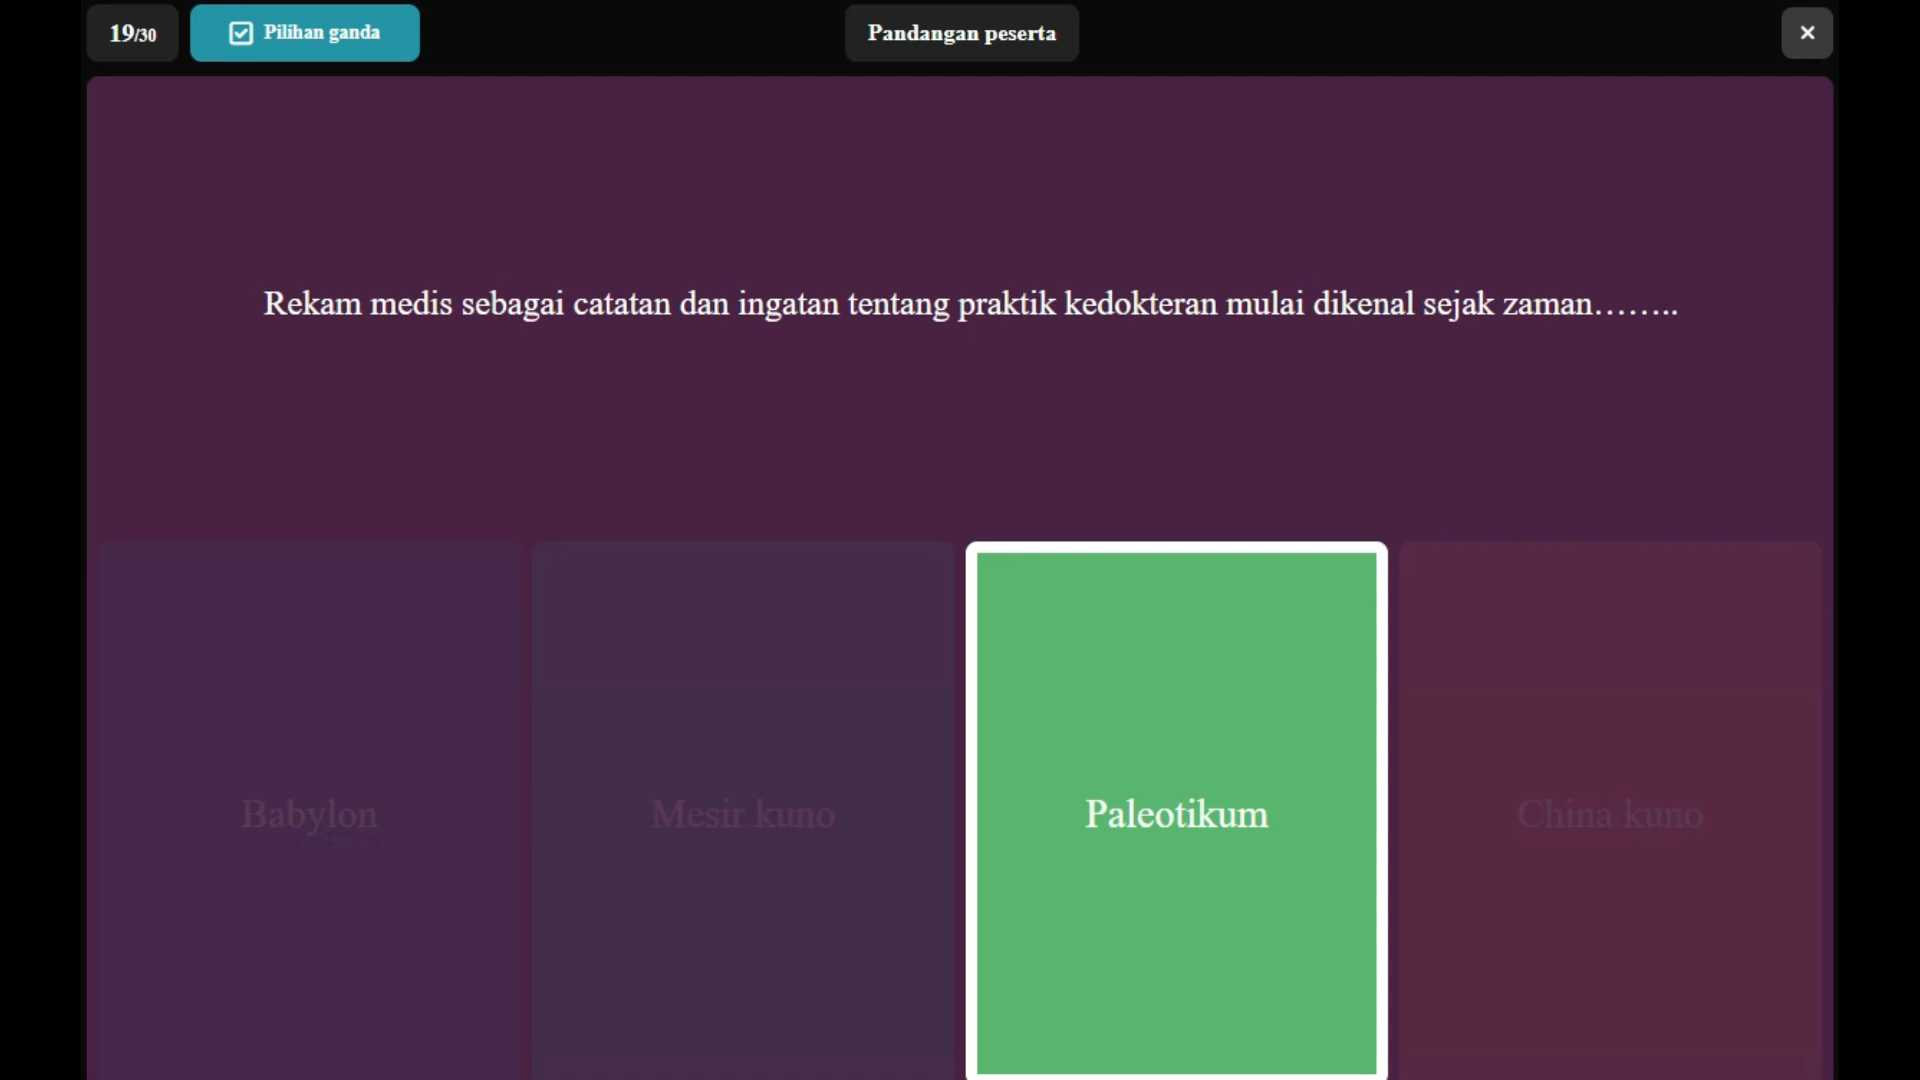 19/30
Pilihan ganda
Pandangan peserta
Rekam medis sebagai catatan dan ingatan tentang praktik kedokteran mulai dikenal sejak zaman……..
Babylon
Mesir kuno
Paleotikum
China kuno